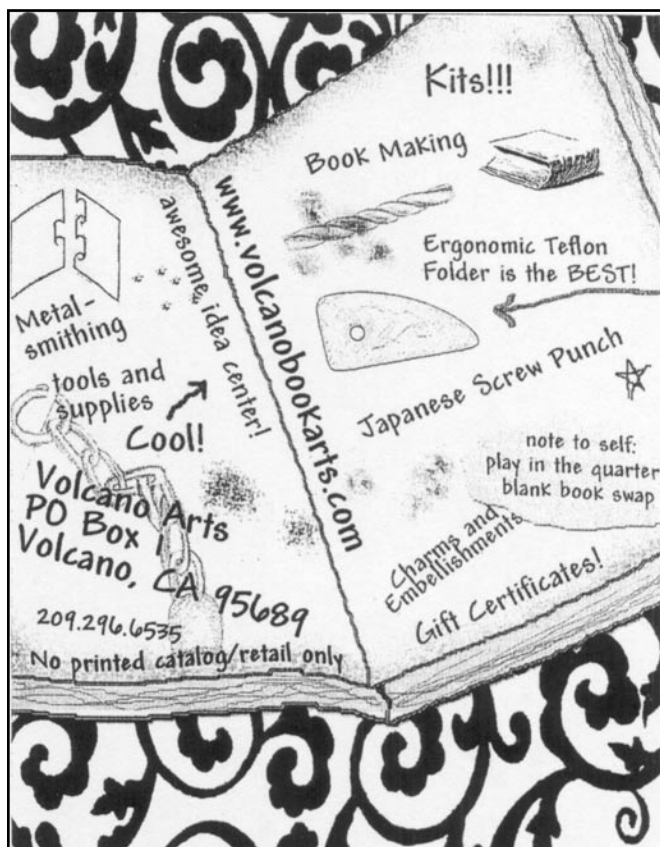 Metal-
smithing
tools and
supplies
Cool!
awesome idea center!
Volcano Arts
PO Box 1
Volcano, CA 95689
209.296.6535
No printed catalog/retail only
www.volcanobookarts.com
Kits!!!
Book Making
Ergonomic Teflon
Folder is the BEST!
Japanese Screw Punch
note to self:
play in the quarter
blank book swap
Charms and
Embellishments
Gift Certificates!